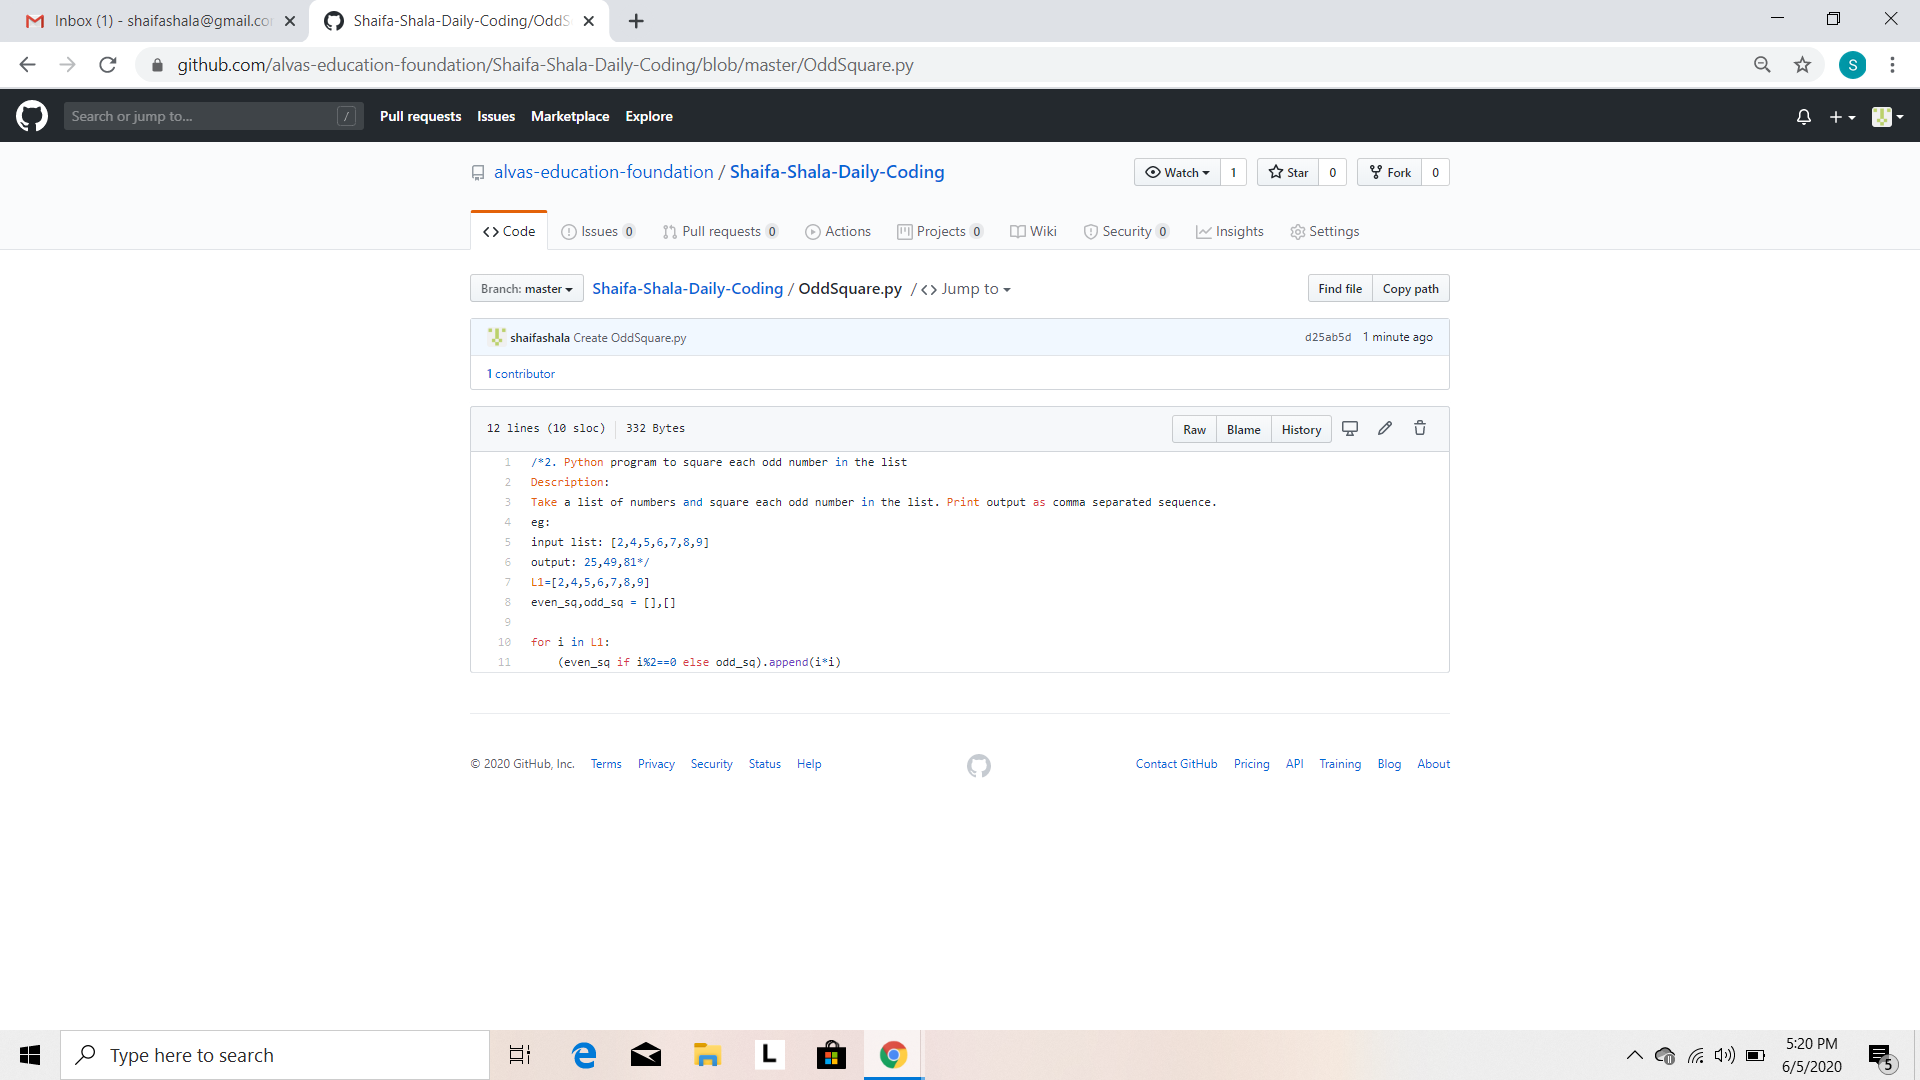 Inbox (1) - shaifashala@gmail.co
Shaifa-Shala-Daily-Coding/OddS
github.com/alvas-education-foundation/Shaifa-Shala-Daily-Coding/blob/master/OddSquare.py
S
Search or jump to... /
Pull requests Issues Marketplace Explore
alvas-education-foundation / Shaifa-Shala-Daily-Coding
Watch 1 Star 0 Fork 0
Code Issues 0 Pull requests 0 Actions Projects 0 Wiki Security 0 Insights Settings
Branch: master Shaifa-Shala-Daily-Coding / OddSquare.py / <> Jump to
Find file Copy path
shaifashala Create OddSquare.py d25ab5d 1 minute ago
1 contributor
12 lines (10 sloc) 332 Bytes Raw Blame History
1 /*2. Python program to square each odd number in the list
2 Description:
3 Take a list of numbers and square each odd number in the list. Print output as comma separated sequence.
4 eg:
5 input list: [2,4,5,6,7,8,9]
6 output: 25,49,81*/
7 L1=[2,4,5,6,7,8,9]
8 even_sq,odd_sq = [],[]
9
10 for i in L1:
11 (even_sq if i%2==0 else odd_sq).append(i*i)
© 2020 GitHub, Inc. Terms Privacy Security Status Help
Contact GitHub Pricing API Training Blog About
Type here to search
L
5:20 PM
6/5/2020
5